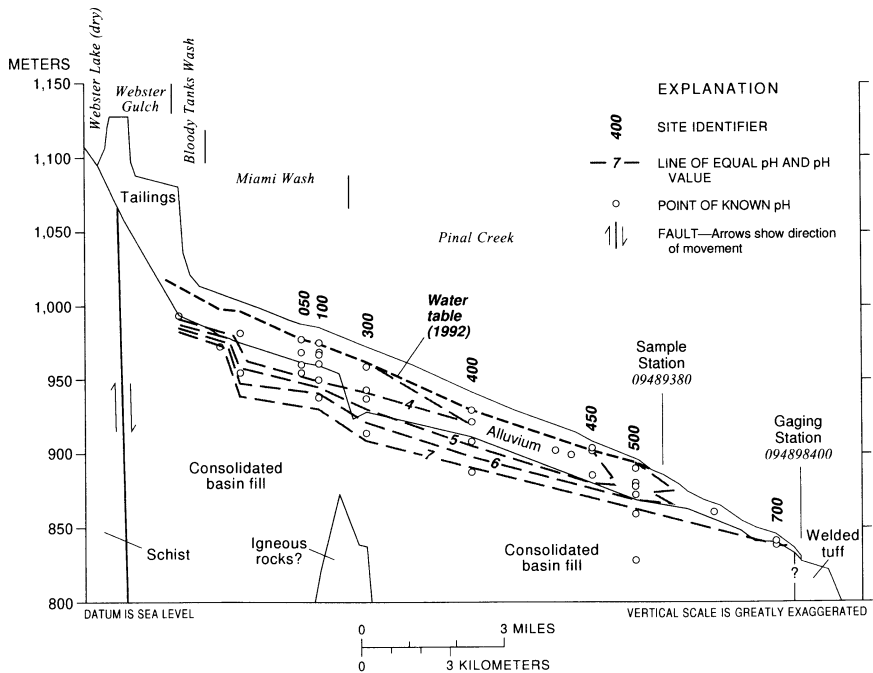 METERS
1,150
1,100
1,050
1,000
950
900
850
800
Webster Lake (dry)
Webster
Gulch
Bloody Tanks Wash
Miami Wash
Pinal Creek
EXPLANATION
400
SITE IDENTIFIER
7
LINE OF EQUAL pH AND pH
VALUE
POINT OF KNOWN pH
FAULT—Arrows show direction
of movement
Tailings
050
100
300
Water
table
(1992)
400
450
500
Sample
Station
09489380
Gaging
Station
094898400
700
4
5
6
7
Alluvium
Consolidated
basin fill
Schist
Igneous
rocks?
Consolidated
basin fill
Welded
tuff
?
DATUM IS SEA LEVEL
VERTICAL SCALE IS GREATLY EXAGGERATED
0 3 MILES
0 3 KILOMETERS